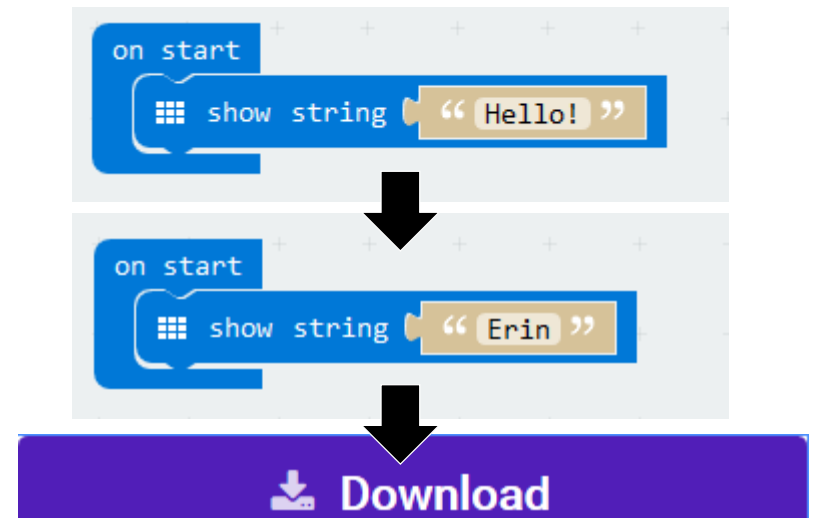 on start
show string “ Hello! ”
on start
show string “ Erin ”
Download